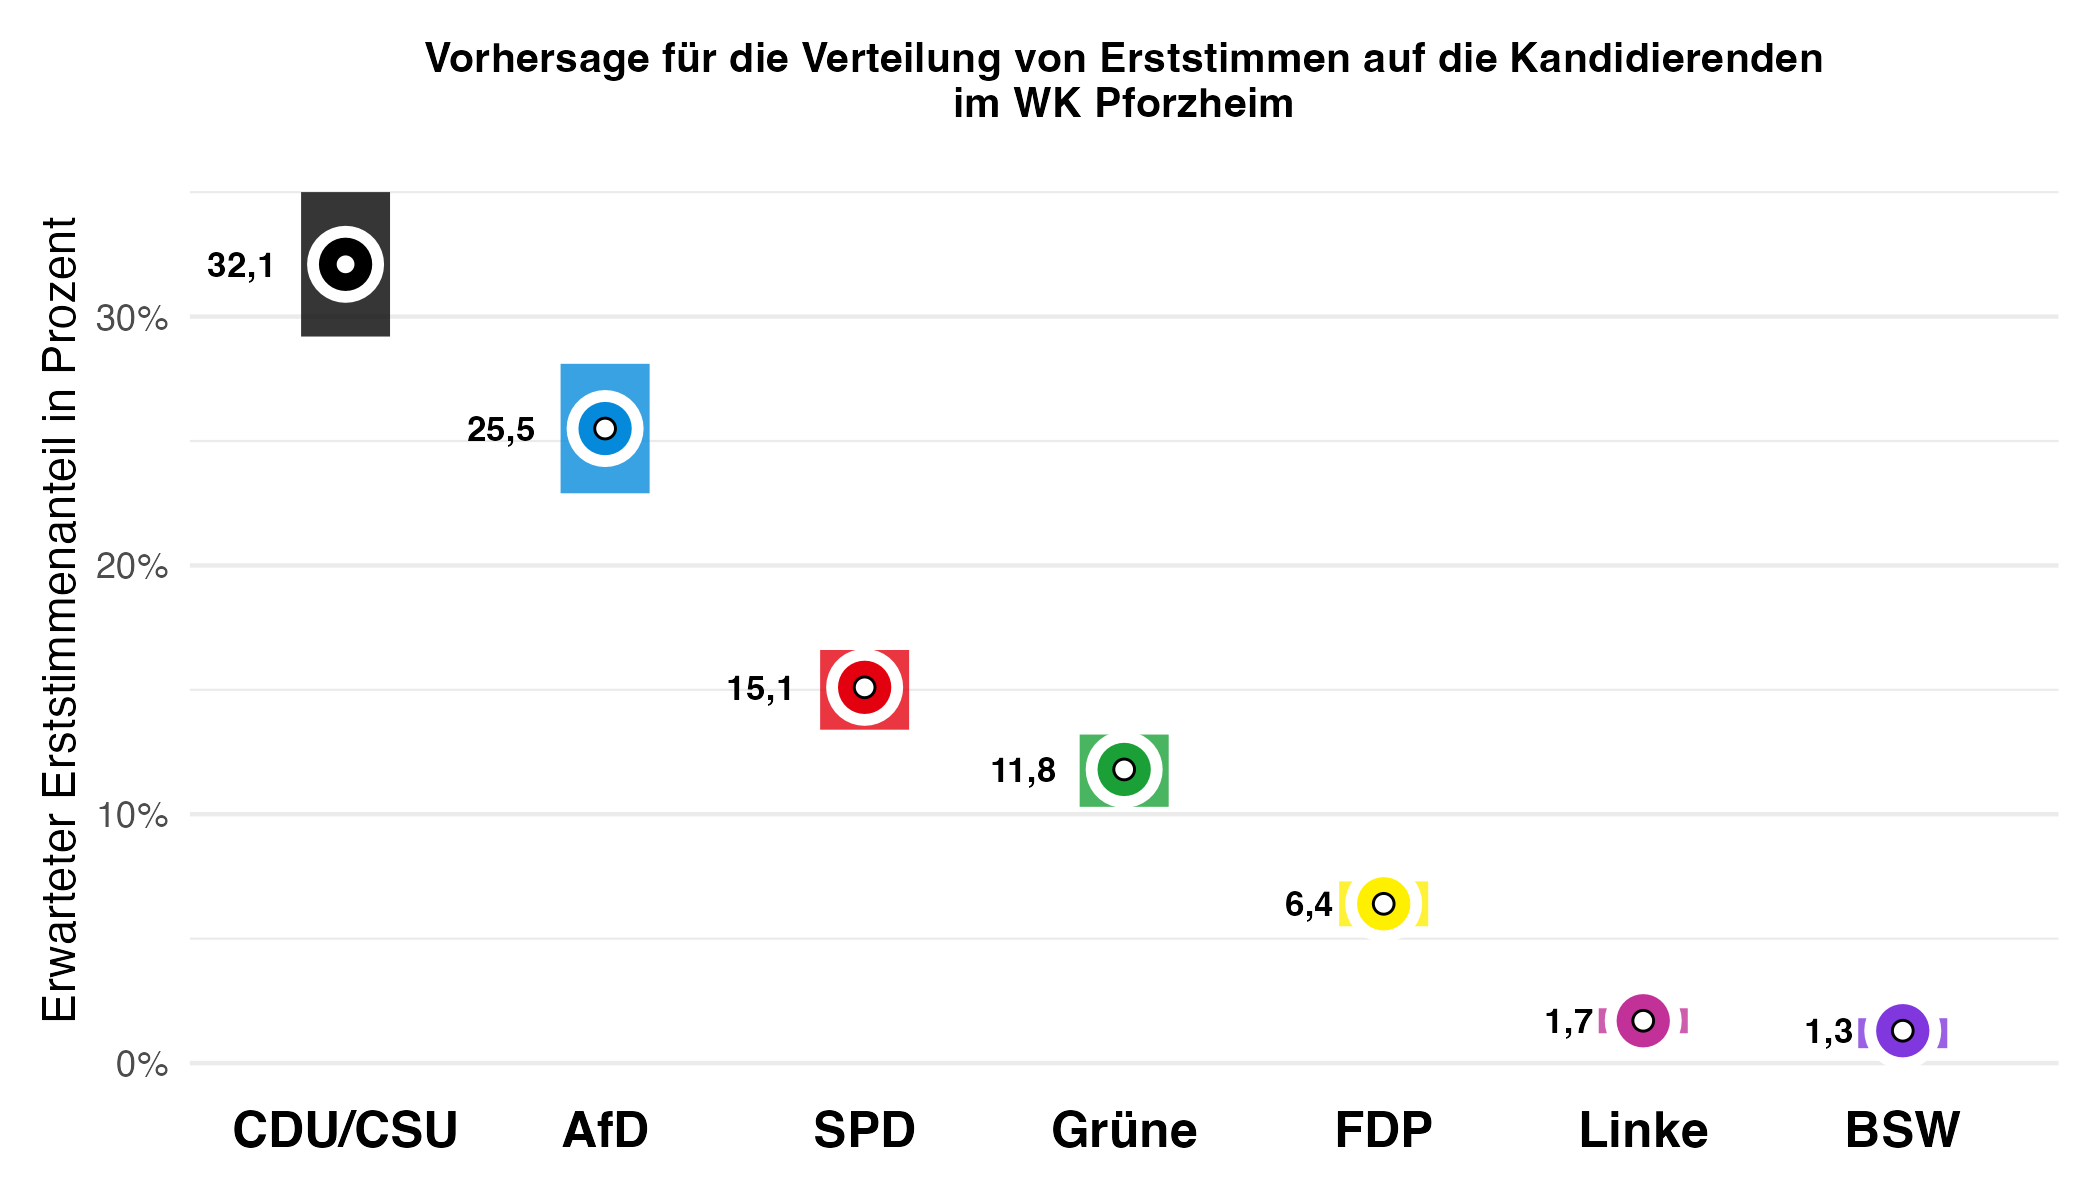 Vorhersage für die Verteilung von Erststimmen auf die Kandidierenden
im WK Pforzheim
Erwarteter Erststimmenanteil in Prozent
30%
20%
10%
0%
32,1
25,5
15,1
11,8
6,4
1,7
1,3
CDU/CSU
AfD
SPD
Grüne
FDP
Linke
BSW